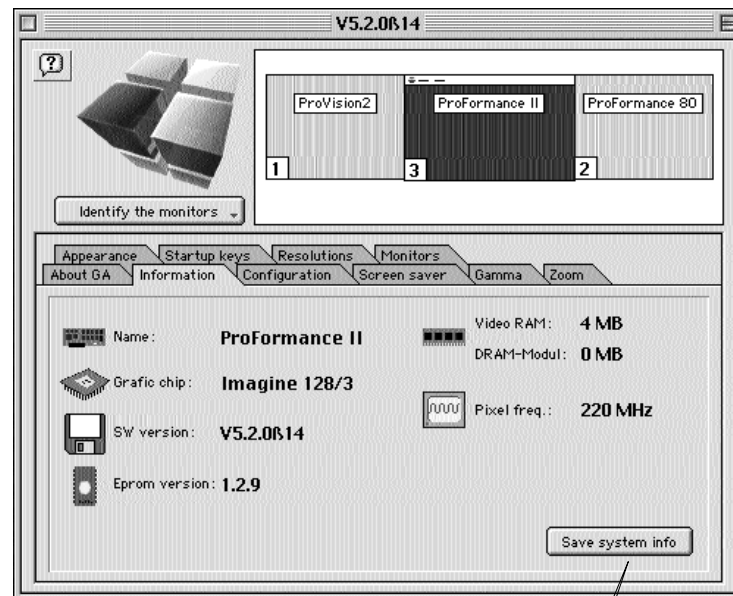 V5.2.0ß14
?
ProVision2
ProFormance II
ProFormance 80
1
3
2
Identify the monitors
Appearance
Startup keys
Resolutions
Monitors
About GA
Information
Configuration
Screen saver
Gamma
Zoom
Name: ProFormance II
Grafic chip: Imagine 128/3
SW version: V5.2.0ß14
Eprom version: 1.2.9
Video RAM: 4 MB
DRAM-Modul: 0 MB
Pixel freq.: 220 MHz
Save system info